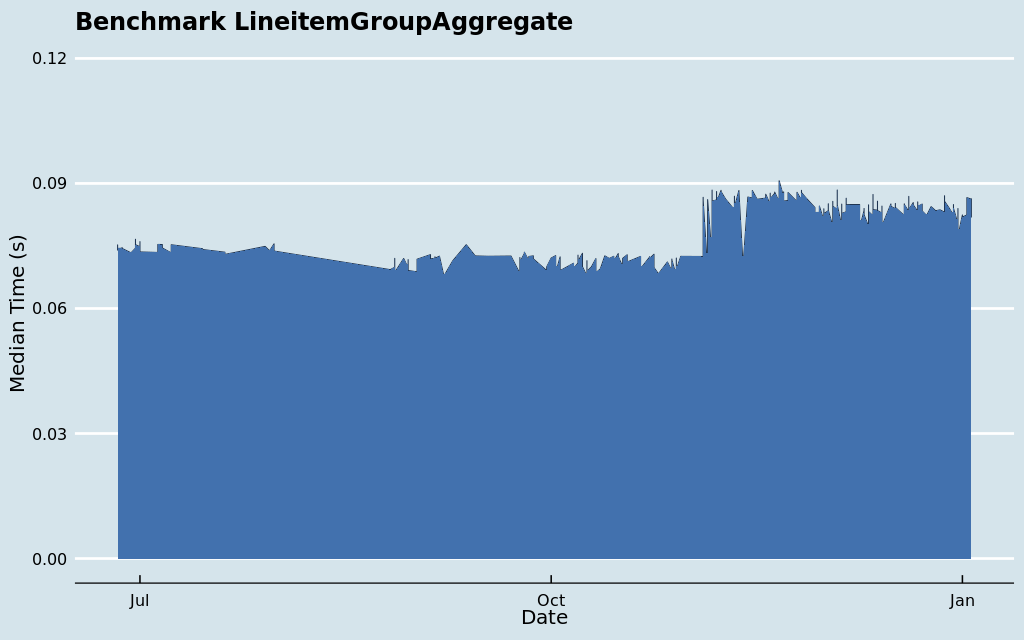 Benchmark LineitemGroupAggregate
0.12
0.09
0.06
0.03
0.00
Median Time (s)
Jul
Oct
Jan
Date